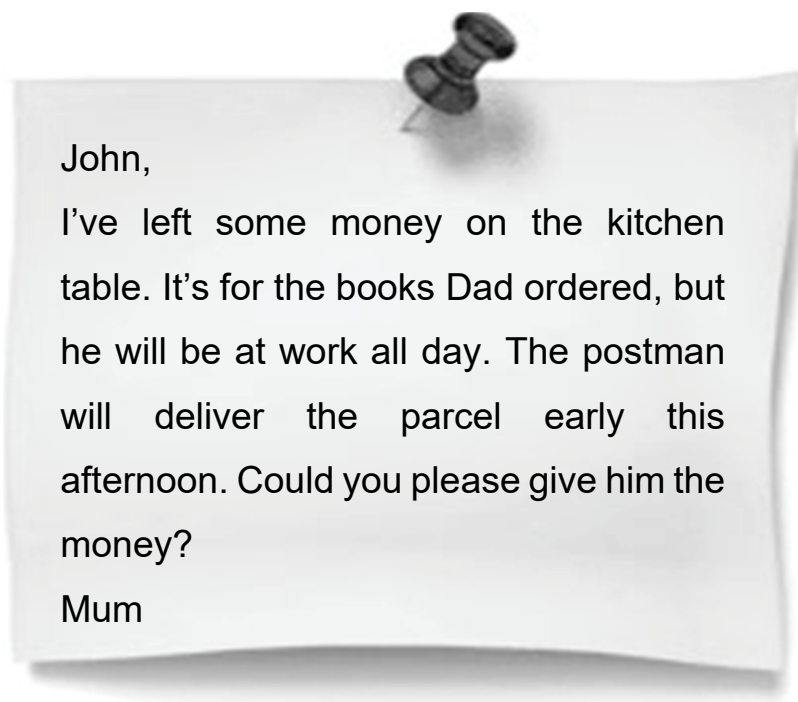 John,
I’ve left some money on the kitchen
table. It’s for the books Dad ordered, but
he will be at work all day. The postman
will deliver the parcel early this
afternoon. Could you please give him the
money?
Mum